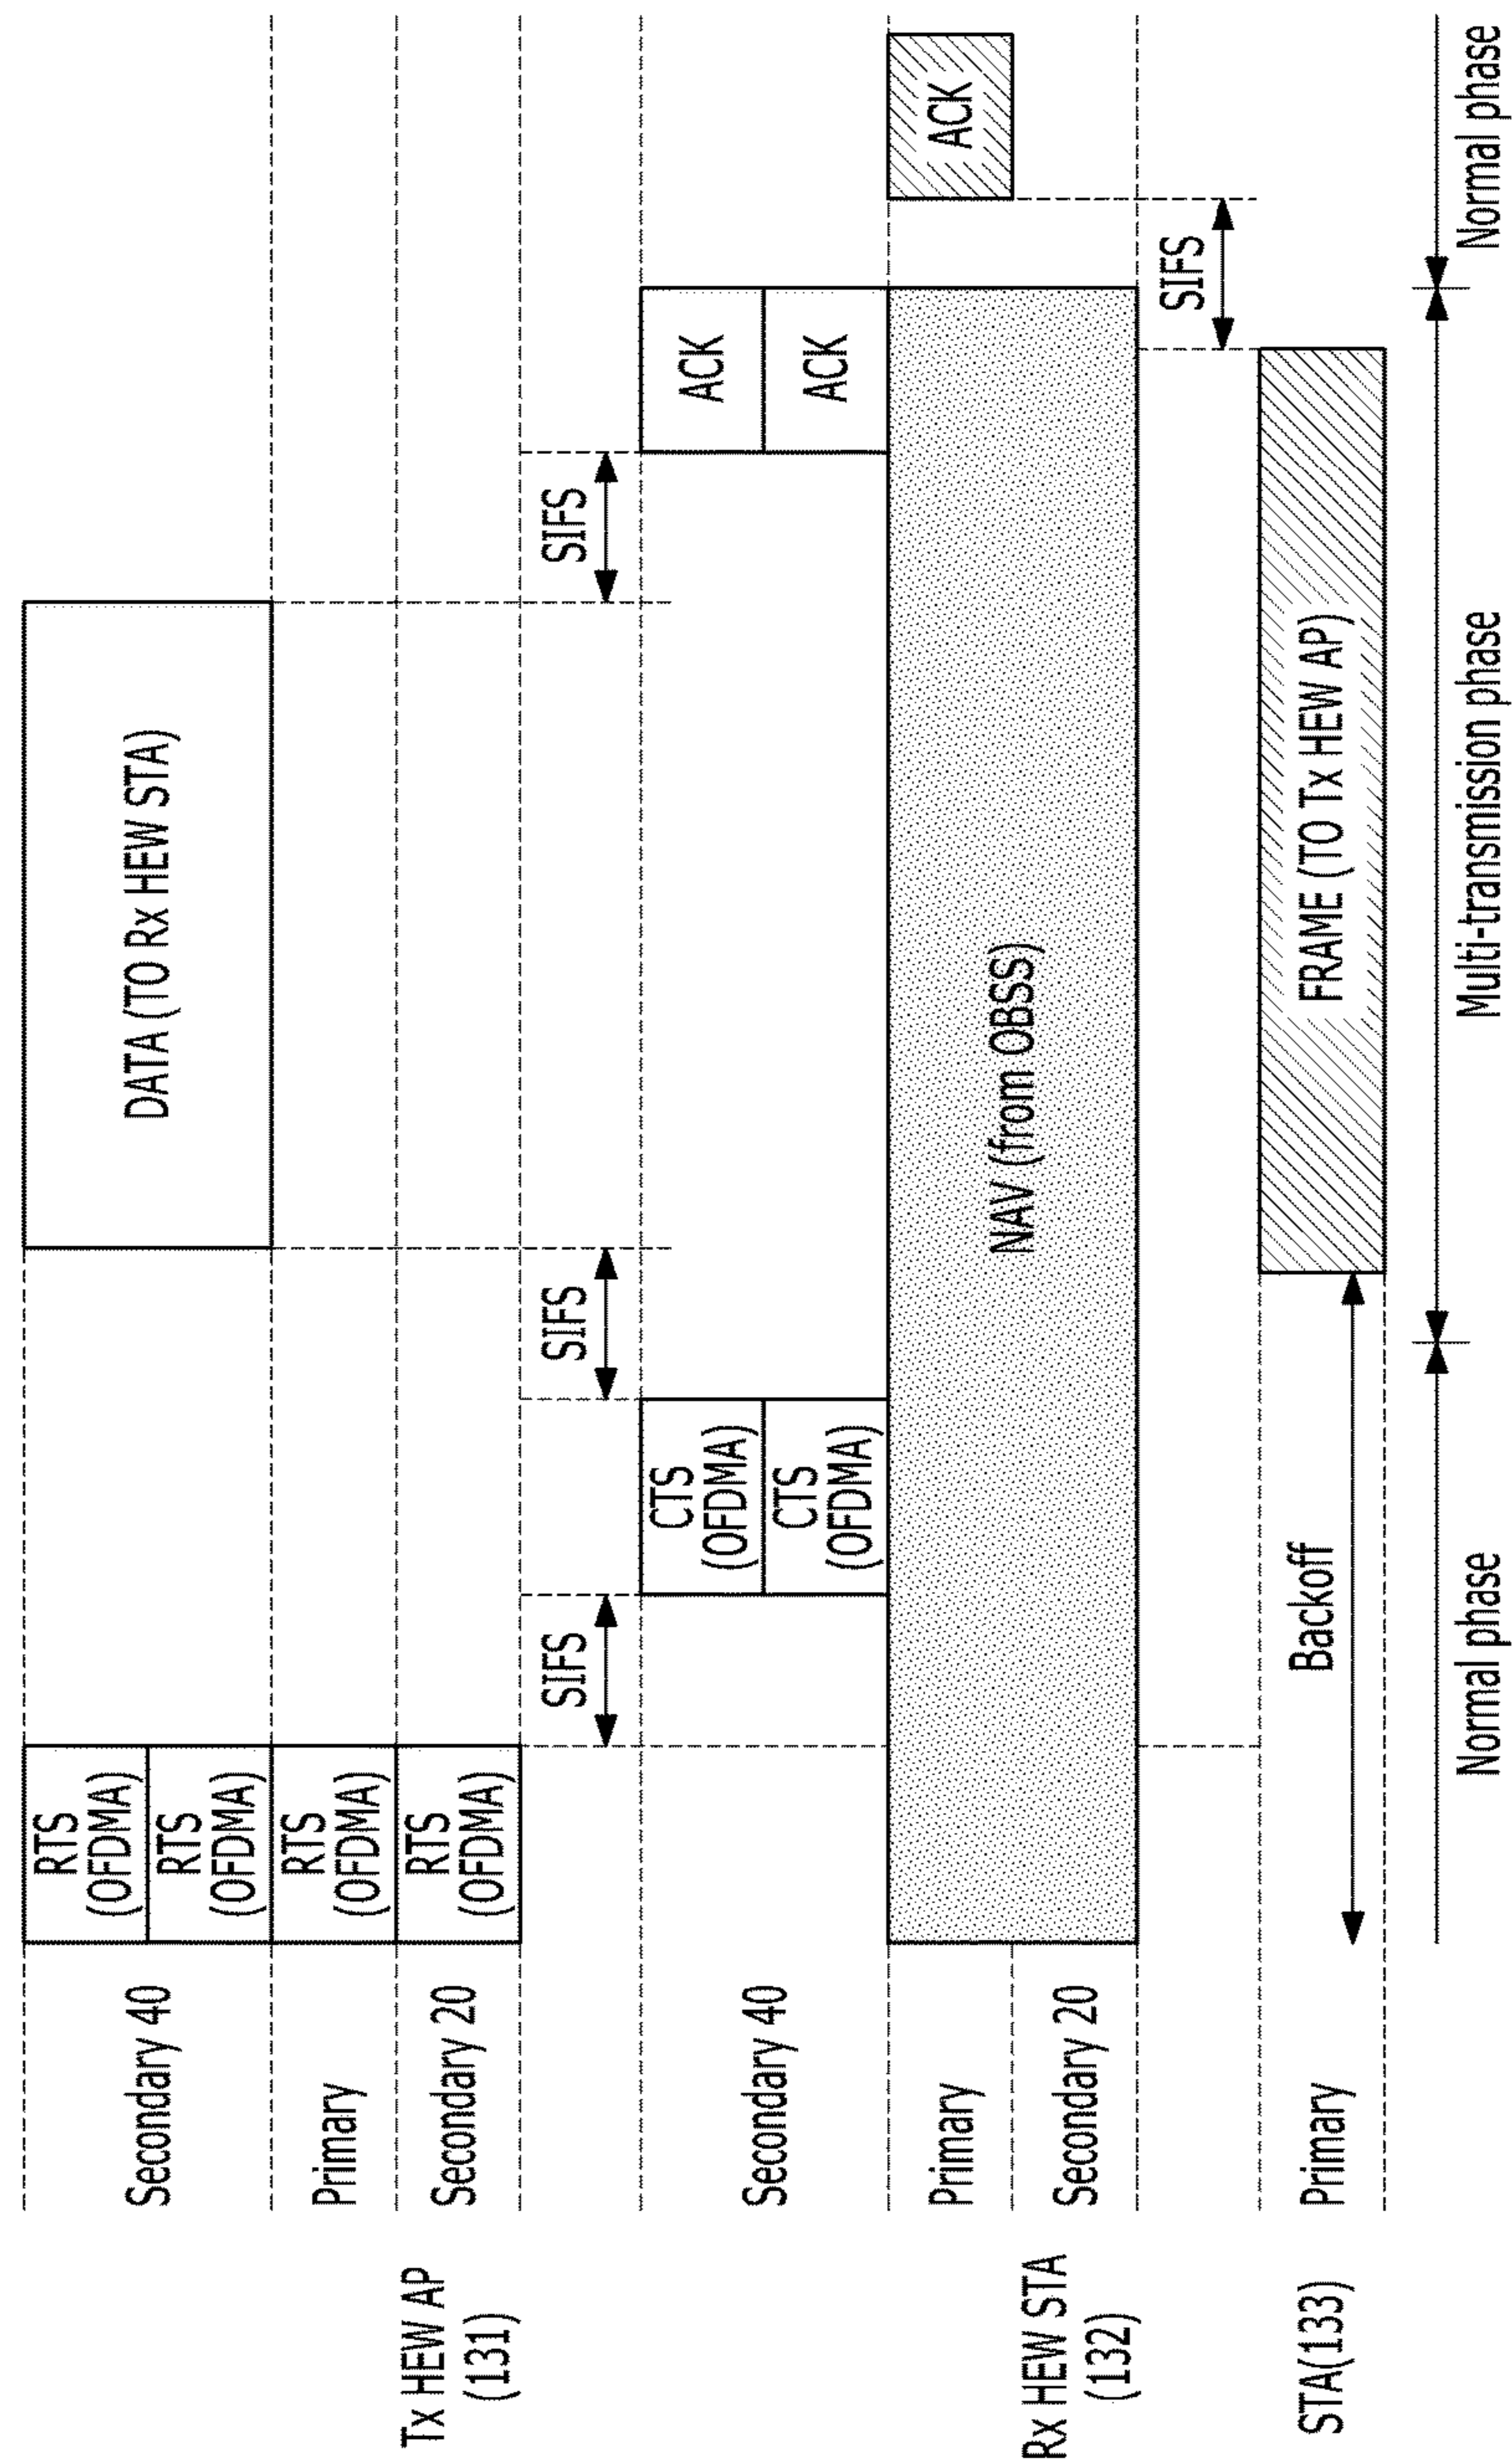 Tx HEW AP
(131)
Secondary 40
Primary
Secondary 20
RTS
(OFDMA)
RTS
(OFDMA)
RTS
(OFDMA)
RTS
(OFDMA)
DATA (TO Rx HEW STA)
SIFS
SIFS
SIFS
Rx HEW STA
(132)
Secondary 40
Primary
Secondary 20
CTS
(OFDMA)
CTS
(OFDMA)
ACK
ACK
NAV (from OBSS)
ACK
SIFS
STA(133)
Primary
Backoff
FRAME (TO Tx HEW AP)
Normal phase
Multi-transmission phase
Normal phase